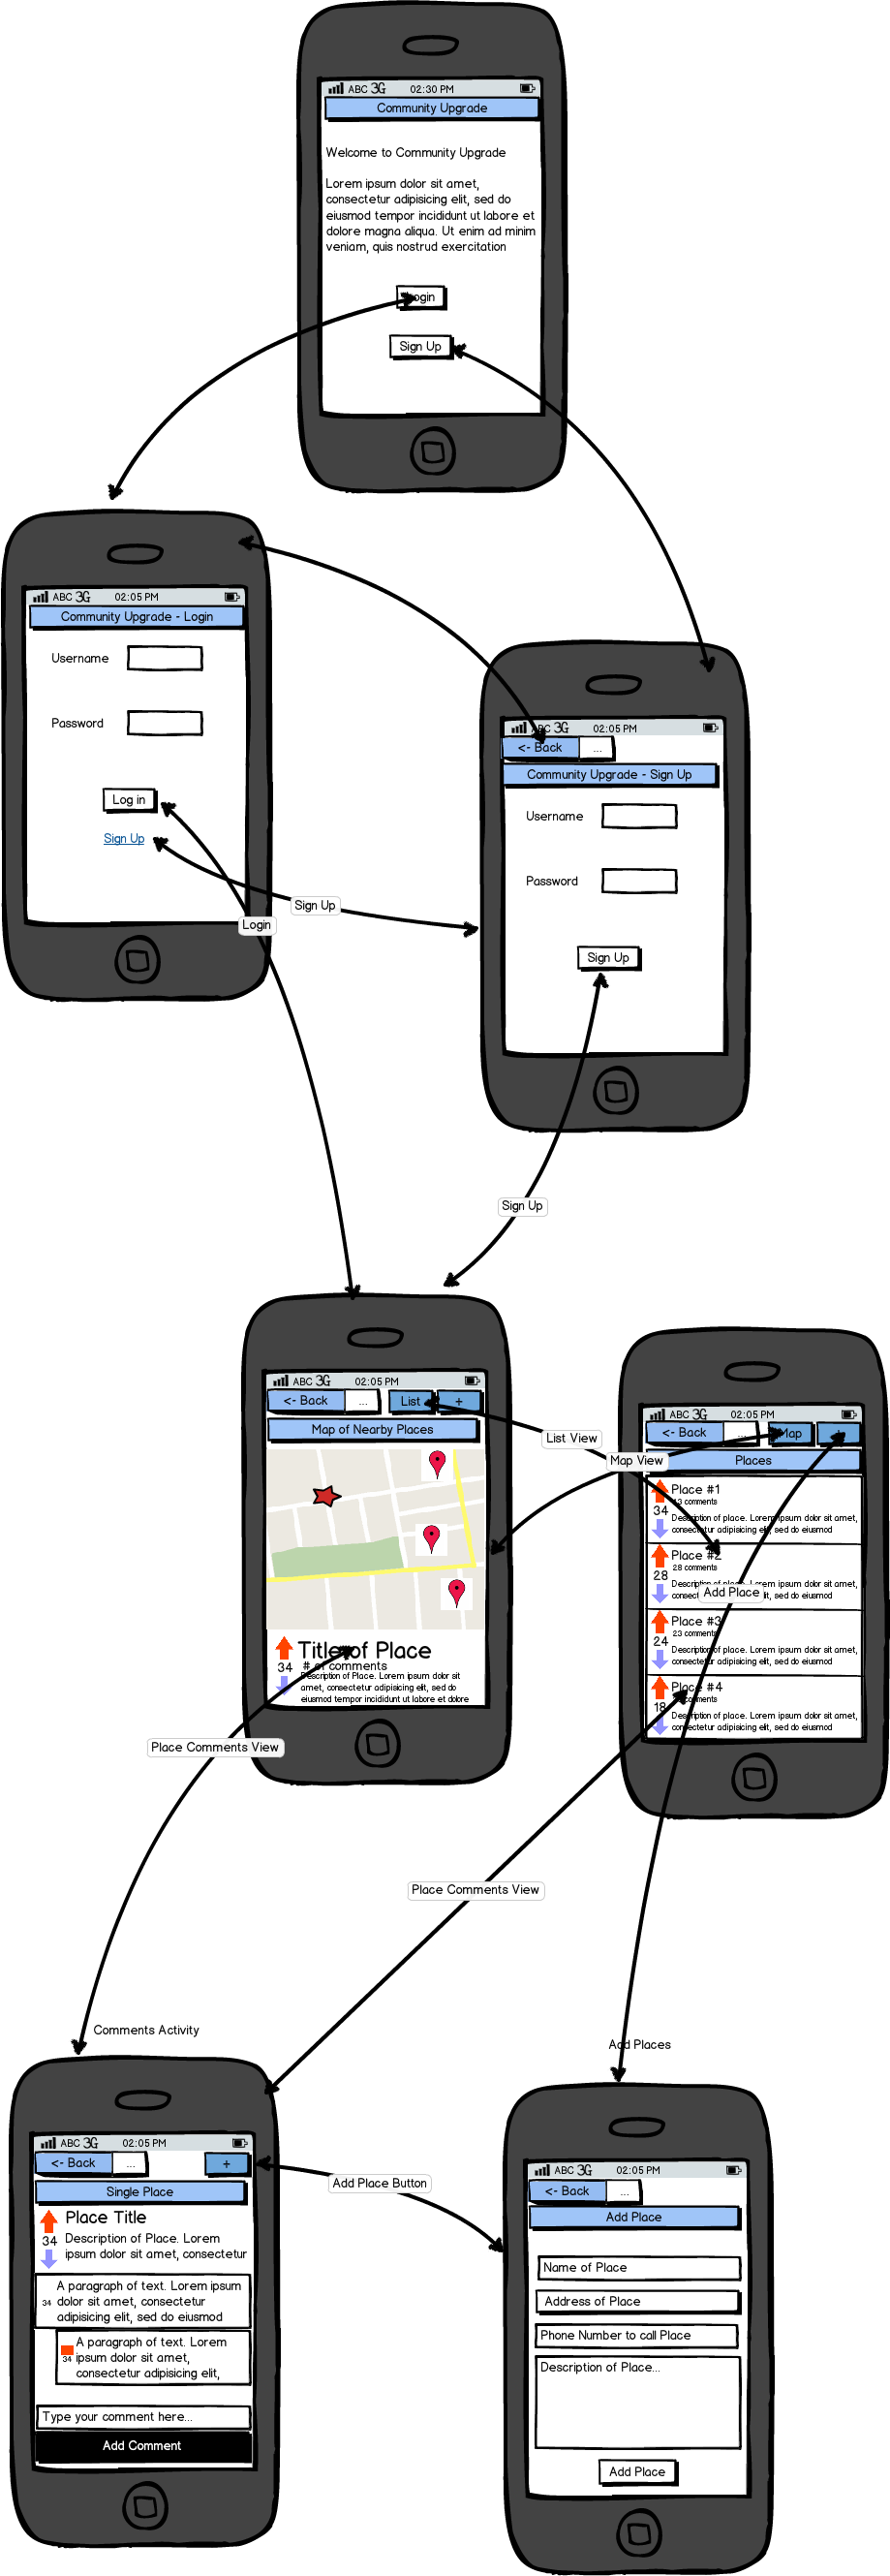 ABC 3G 02:30 PM
Community Upgrade
Welcome to Community Upgrade
Lorem ipsum dolor sit amet,
consectetur adipisicing elit, sed do
eiusmod tempor incididunt ut labore et
dolore magna aliqua. Ut enim ad minim
veniam, quis nostrud exercitation
Login
Sign Up
ABC 3G 02:05 PM
Community Upgrade - Login
Username
Password
Log in
Sign Up
Login
Sign Up
ABC 3G 02:05 PM
<- Back ...
Community Upgrade - Sign Up
Username
Password
Sign Up
Sign Up
ABC 3G 02:05 PM
<- Back ... List +
Map of Nearby Places
Title of Place
34 # of comments
Description of Place. Lorem ipsum dolor sit
amet, consectetur adipisicing elit, sed do
eiusmod tempor incididunt ut labore et dolore
List View
Map View
ABC 3G 02:05 PM
<- Back ... Map +
Places
Place #1
comments
34
Description of place. Lorem ipsum dolor sit amet,
consectetur adipisicing elit, sed do eiusmod
Place #2
28 comments
28
Description of place. Lorem ipsum dolor sit amet,
adipisicing elit, sed do eiusmod
Add Place
Place #3
23 comments
24
Description of place. Lorem ipsum dolor sit amet,
consectetur adipisicing elit, sed do eiusmod
Place #4
comments
18
Description of place. Lorem ipsum dolor sit amet,
consectetur adipisicing elit, sed do eiusmod
Place Comments View
Place Comments View
Comments Activity
ABC 3G 02:05 PM
<- Back ... +
Single Place
Place Title
34
Description of Place. Lorem
ipsum dolor sit amet, consectetur
A paragraph of text. Lorem ipsum
34 dolor sit amet, consectetur
adipisicing elit, sed do eiusmod
A paragraph of text. Lorem
34 ipsum dolor sit amet,
consectetur adipisicing elit,
Type your comment here...
Add Comment
Add Place Button
Add Places
ABC 3G 02:05 PM
<- Back ...
Add Place
Name of Place
Address of Place
Phone Number to call Place
Description of Place...
Add Place